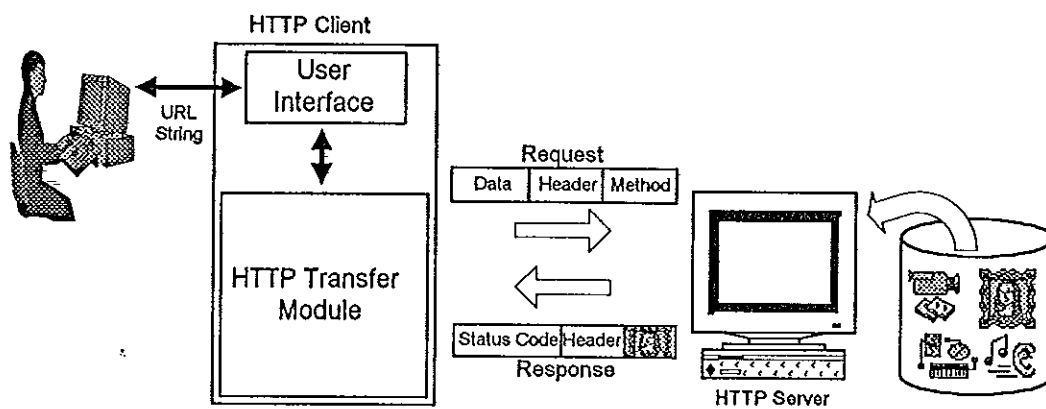 HTTP Client
User
Interface
URL
String
Request
Data Header Method
HTTP Transfer
Module
Status Code Header
Response
HTTP Server